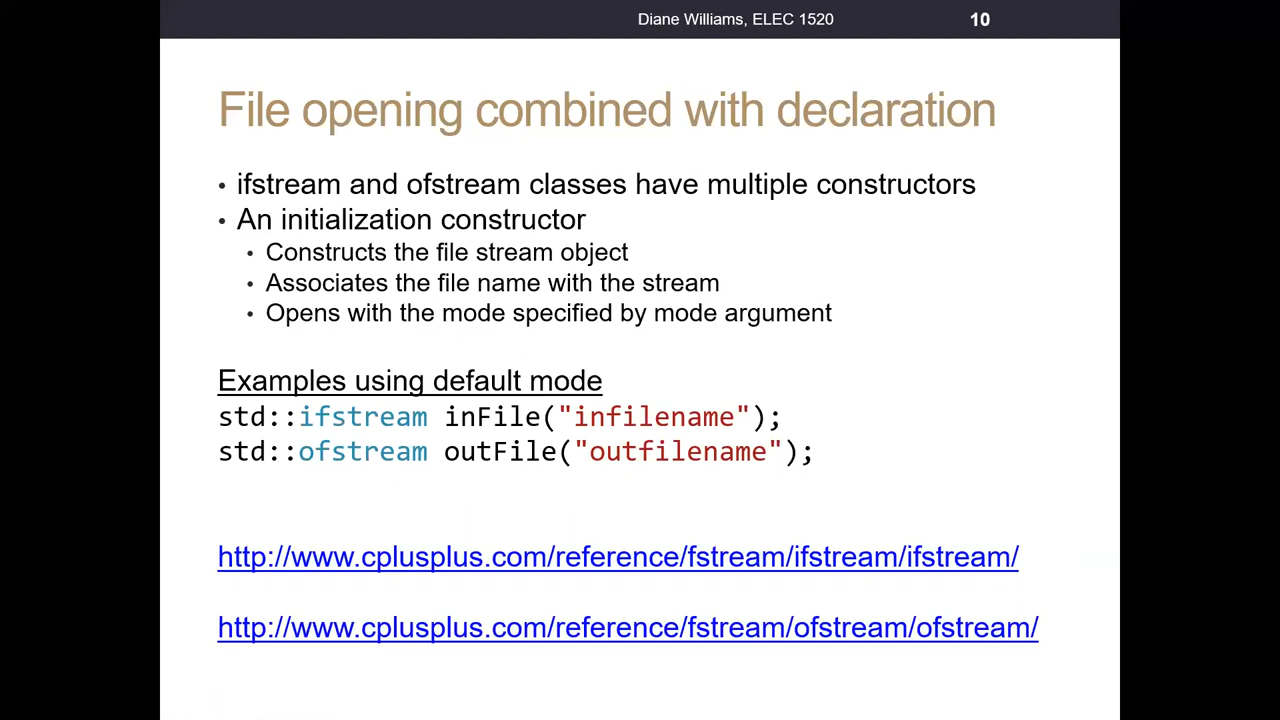 Diane Williams, ELEC 1520 10
File opening combined with declaration
• ifstream and ofstream classes have multiple constructors
• An initialization constructor
• Constructs the file stream object
• Associates the file name with the stream
• Opens with the mode specified by mode argument
Examples using default mode
std::ifstream inFile("infilename");
std::ofstream outFile("outfilename");
http://www.cplusplus.com/reference/fstream/ifstream/ifstream/
http://www.cplusplus.com/reference/fstream/ofstream/ofstream/